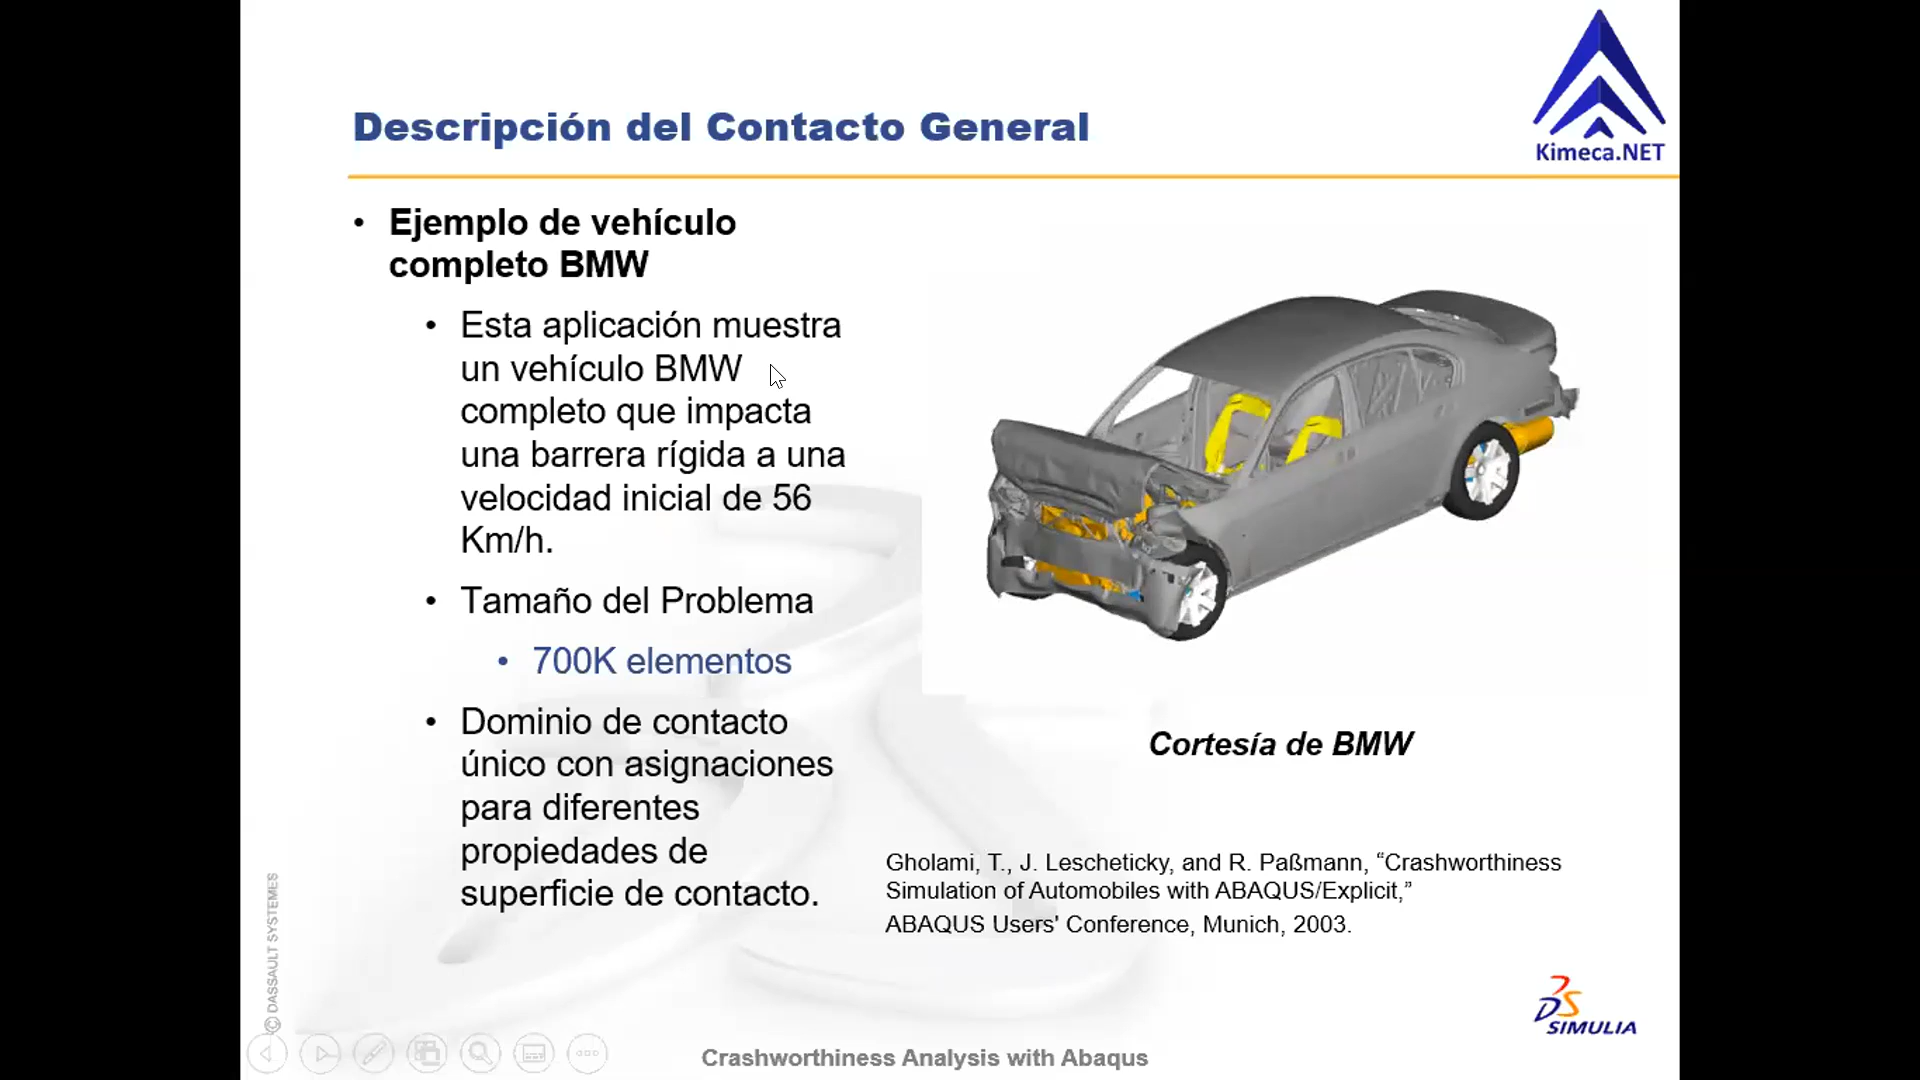 Kimeca.NET
Descripción del Contacto General
• Ejemplo de vehículo
completo BMW
• Esta aplicación muestra
un vehículo BMW
completo que impacta
una barrera rígida a una
velocidad inicial de 56
Km/h.
• Tamaño del Problema
• 700K elementos
• Dominio de contacto
único con asignaciones
para diferentes
propiedades de
superficie de contacto.
Cortesía de BMW
Gholami, T., J. Lescheticky, and R. Paßmann, “Crashworthiness
Simulation of Automobiles with ABAQUS/Explicit,”
ABAQUS Users' Conference, Munich, 2003.
© DASSAULT SYSTEMES
SIMULIA
Crashworthiness Analysis with Abaqus